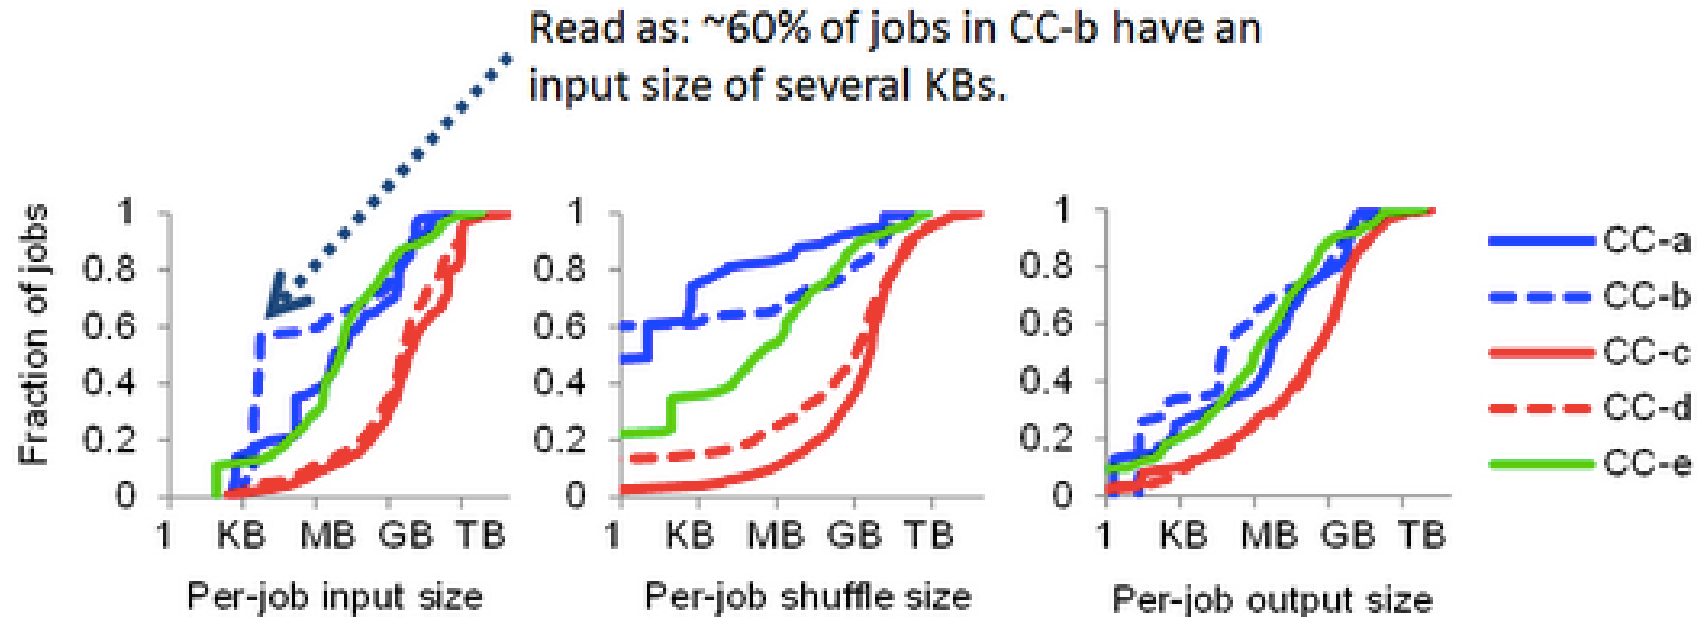 Read as: ~60% of jobs in CC-b have an
input size of several KBs.
Fraction of jobs
1
0.8
0.6
0.4
0.2
0
1 KB MB GB TB
Per-job input size
1
0.8
0.6
0.4
0.2
0
1 KB MB GB TB
Per-job shuffle size
1
0.8
0.6
0.4
0.2
0
1 KB MB GB TB
Per-job output size
CC-a
CC-b
CC-c
CC-d
CC-e